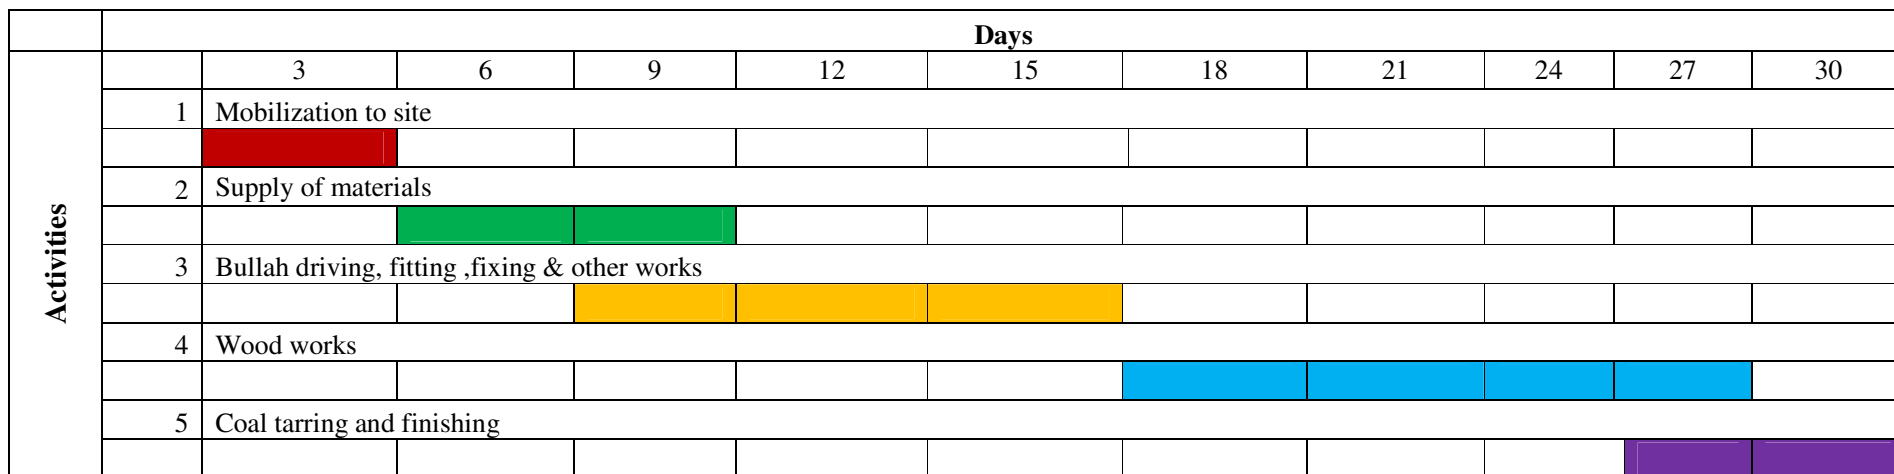 Days
3 6 9 12 15 18 21 24 27 30
Activities
1 Mobilization to site
2 Supply of materials
3 Bullah driving, fitting ,fixing & other works
4 Wood works
5 Coal tarring and finishing